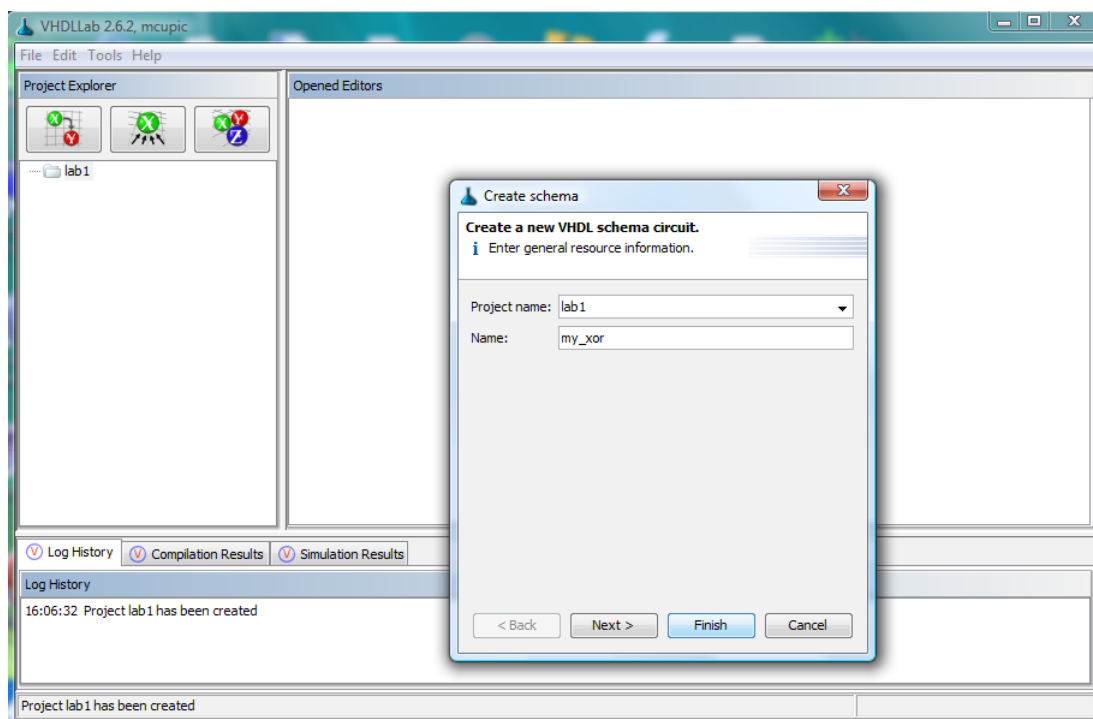 VHDLLab 2.6.2, mcupic
File Edit Tools Help
Project Explorer
Opened Editors
X
Y
X
X
Y
Z
lab1
Create schema
Create a new VHDL schema circuit.
i Enter general resource information.
Project name: lab1
Name: my_xor
< Back Next > Finish Cancel
V Log History V Compilation Results V Simulation Results
Log History
16:06:32 Project lab1 has been created
Project lab1 has been created